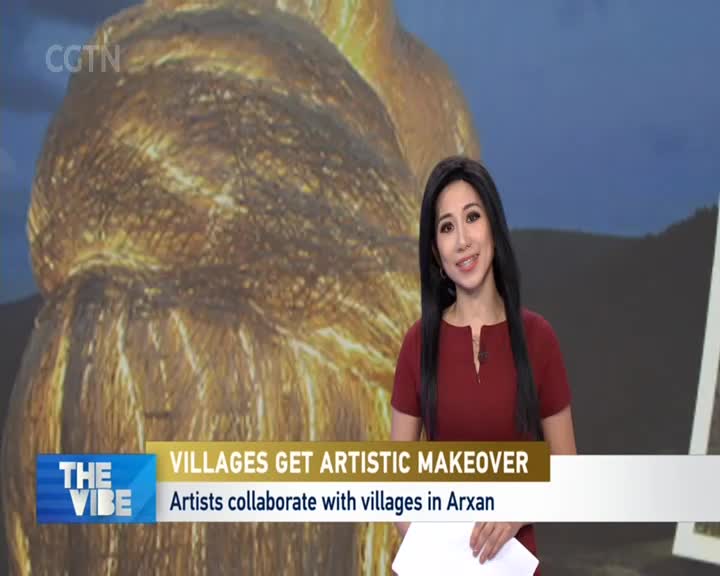 CGTN
VILLAGES GET ARTISTIC MAKEOVER
THE
VIBE
Artists collaborate with villages in Arxan